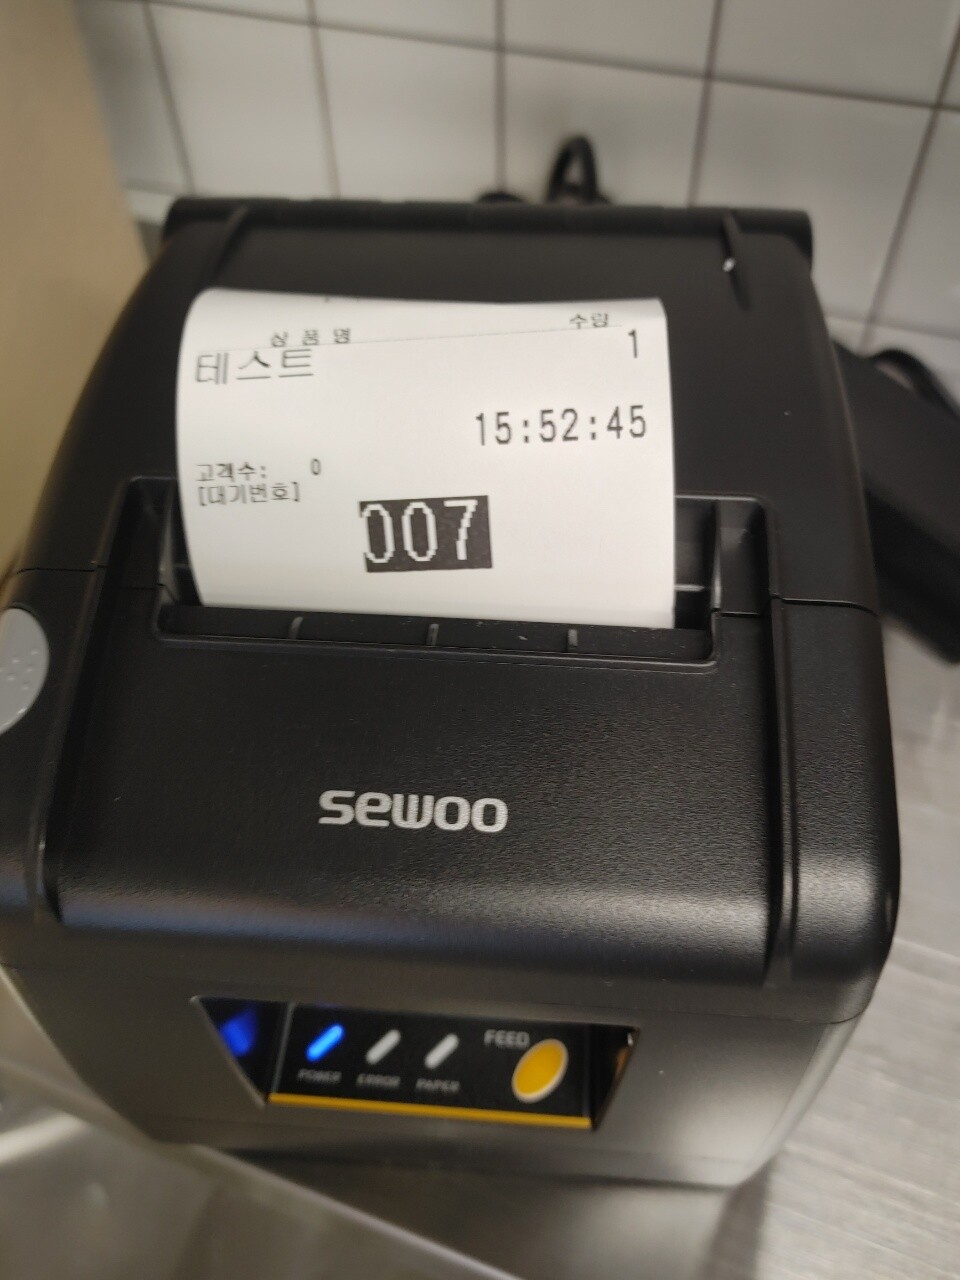 상 품 명 수량
테스트 1
15:52:45
고객수: 0
[대기번호]
007
sewoo
POWER ERROR PAPER FEED